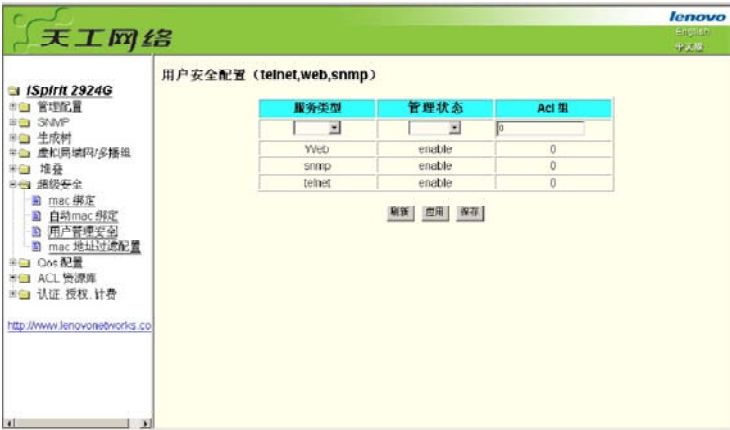 天工网络
lenovo
English
中文版
iSpirit 2924G
管理配置
SNMP
生成树
虚拟局域网/多播组
堆叠
超级安全
mac 绑定
自动mac 绑定
用户管理安全
mac 地址过滤配置
Qos 配置
ACL 资源库
认证. 授权. 计费
http://www.lenovonetworks.co
用户安全配置（telnet,web,snmp）
服务类型 管理状态 Acl 组
0
Web enable 0
snmp enable 0
telnet enable 0
刷新 应用 保存